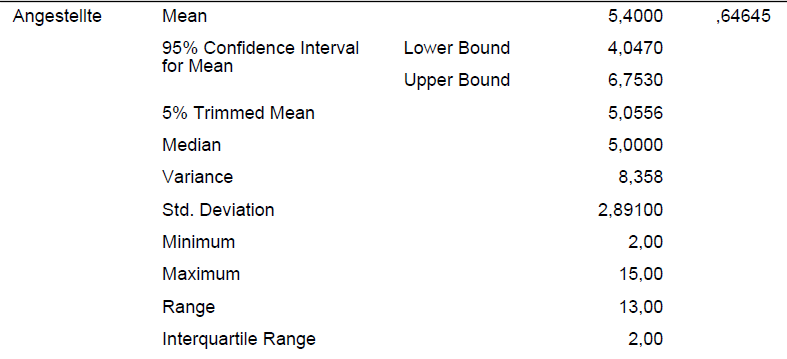 Angestellte Mean 5,4000 ,64645
95% Confidence Interval Lower Bound 4,0470
for Mean
Upper Bound 6,7530
5% Trimmed Mean 5,0556
Median 5,0000
Variance 8,358
Std. Deviation 2,89100
Minimum 2,00
Maximum 15,00
Range 13,00
Interquartile Range 2,00